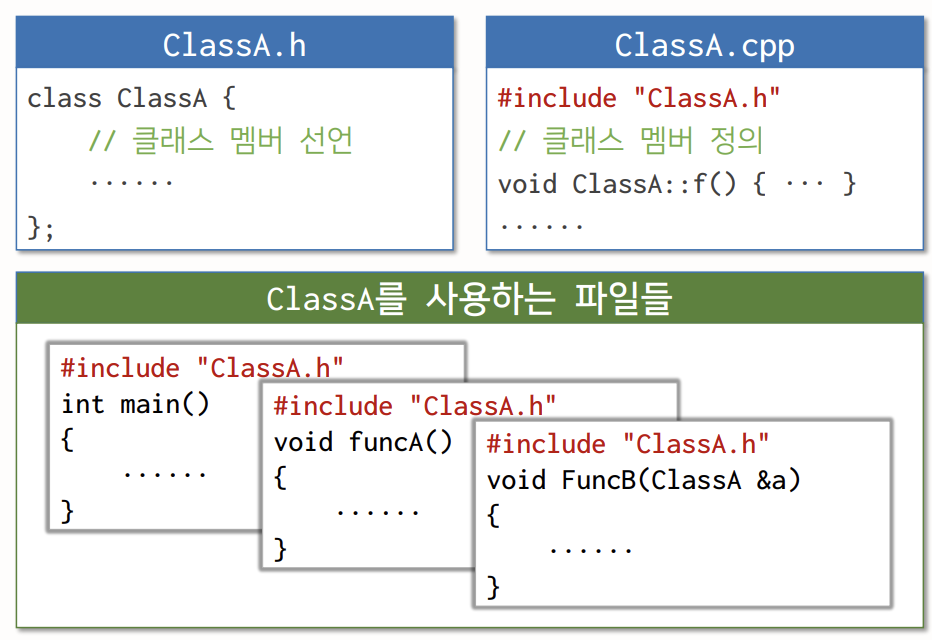 ClassA.h
class ClassA {
// 클래스 멤버 선언
······
};
ClassA.cpp
#include "ClassA.h"
// 클래스 멤버 정의
void ClassA::f() { ··· }
······
ClassA를 사용하는 파일들
#include "ClassA.h"
int main()
{
······
}
#include "ClassA.h"
void funcA()
{
······
}
#include "ClassA.h"
void FuncB(ClassA &a)
{
······
}